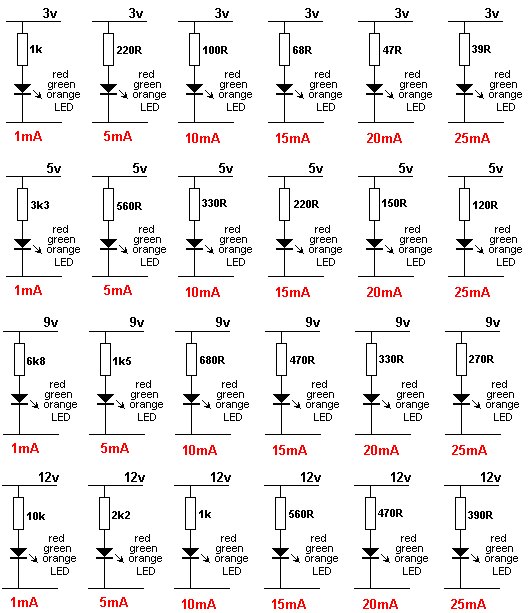 3v 3v 3v 3v 3v 3v
1k 220R 100R 68R 47R 39R
red red red red red red
green green green green green green
orange orange orange orange orange orange
LED LED LED LED LED LED
1mA 5mA 10mA 15mA 20mA 25mA
5v 5v 5v 5v 5v 5v
3k3 560R 330R 220R 150R 120R
red red red red red red
green green green green green green
orange orange orange orange orange orange
LED LED LED LED LED LED
1mA 5mA 10mA 15mA 20mA 25mA
9v 9v 9v 9v 9v 9v
6k8 1k5 680R 470R 330R 270R
red red red red red red
green green green green green green
orange orange orange orange orange orange
LED LED LED LED LED LED
1mA 5mA 10mA 15mA 20mA 25mA
12v 12v 12v 12v 12v 12v
10k 2k2 1k 560R 470R 390R
red red red red red red
green green green green green green
orange orange orange orange orange orange
LED LED LED LED LED LED
1mA 5mA 10mA 15mA 20mA 25mA